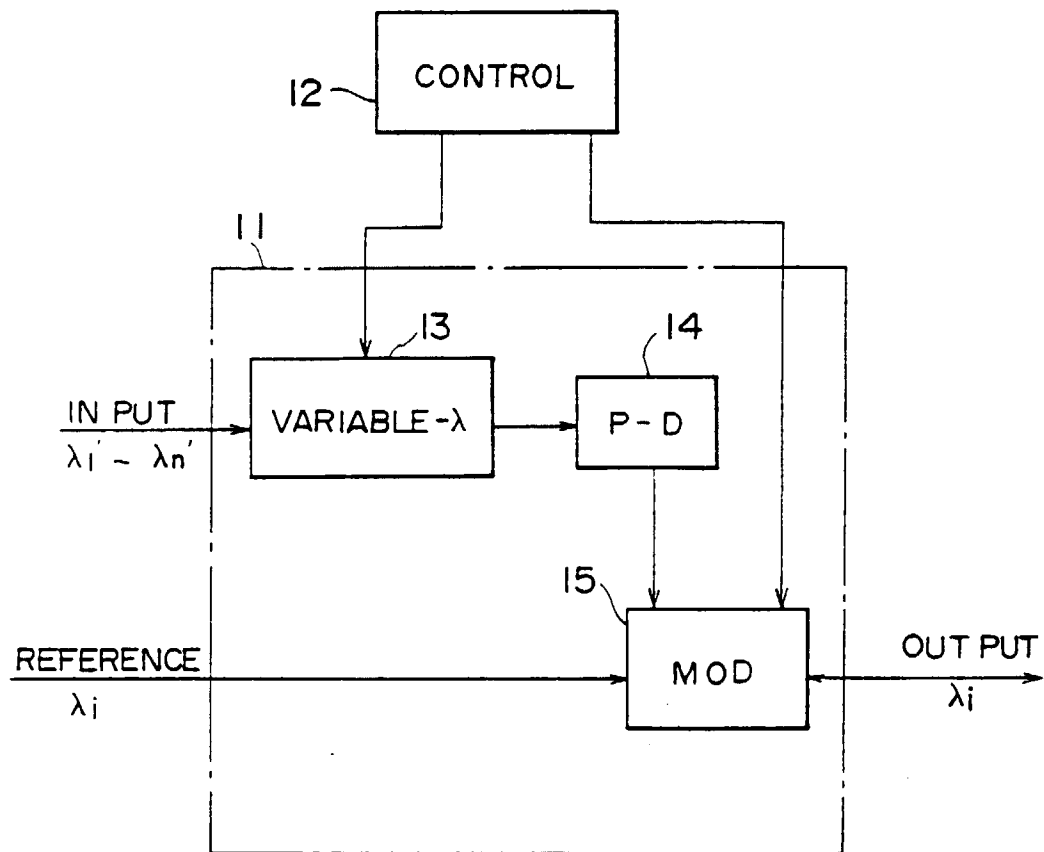 CONTROL
12
11
13
14
IN PUT
VARIABLE-λ
P-D
λ1' - λn'
15
REFERENCE
MOD
OUT PUT
λi
λi